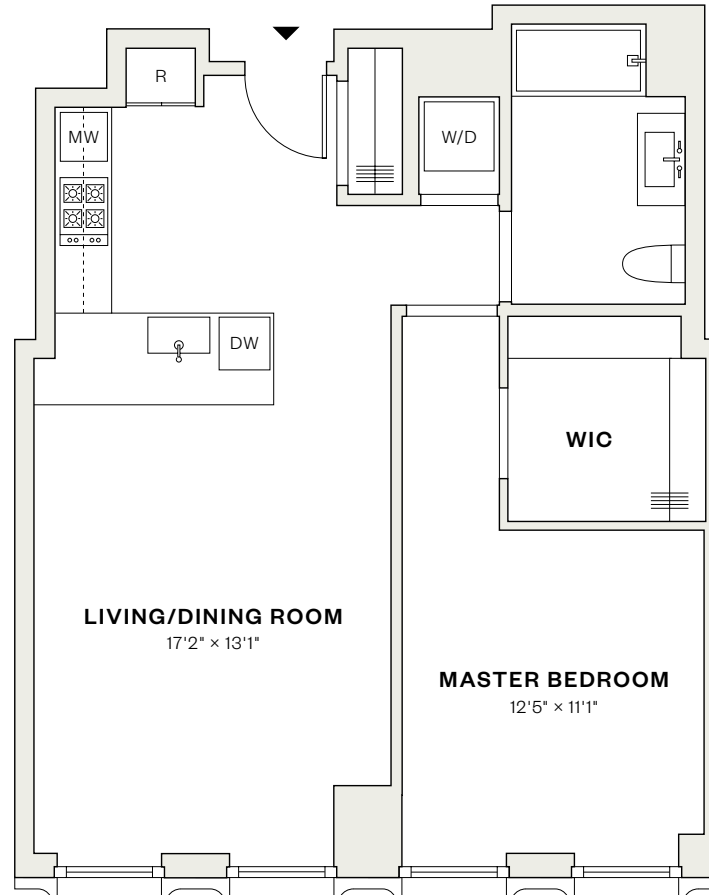 R
MW
W/D
DW
WIC
LIVING/DINING ROOM
17'2" × 13'1"
MASTER BEDROOM
12'5" × 11'1"